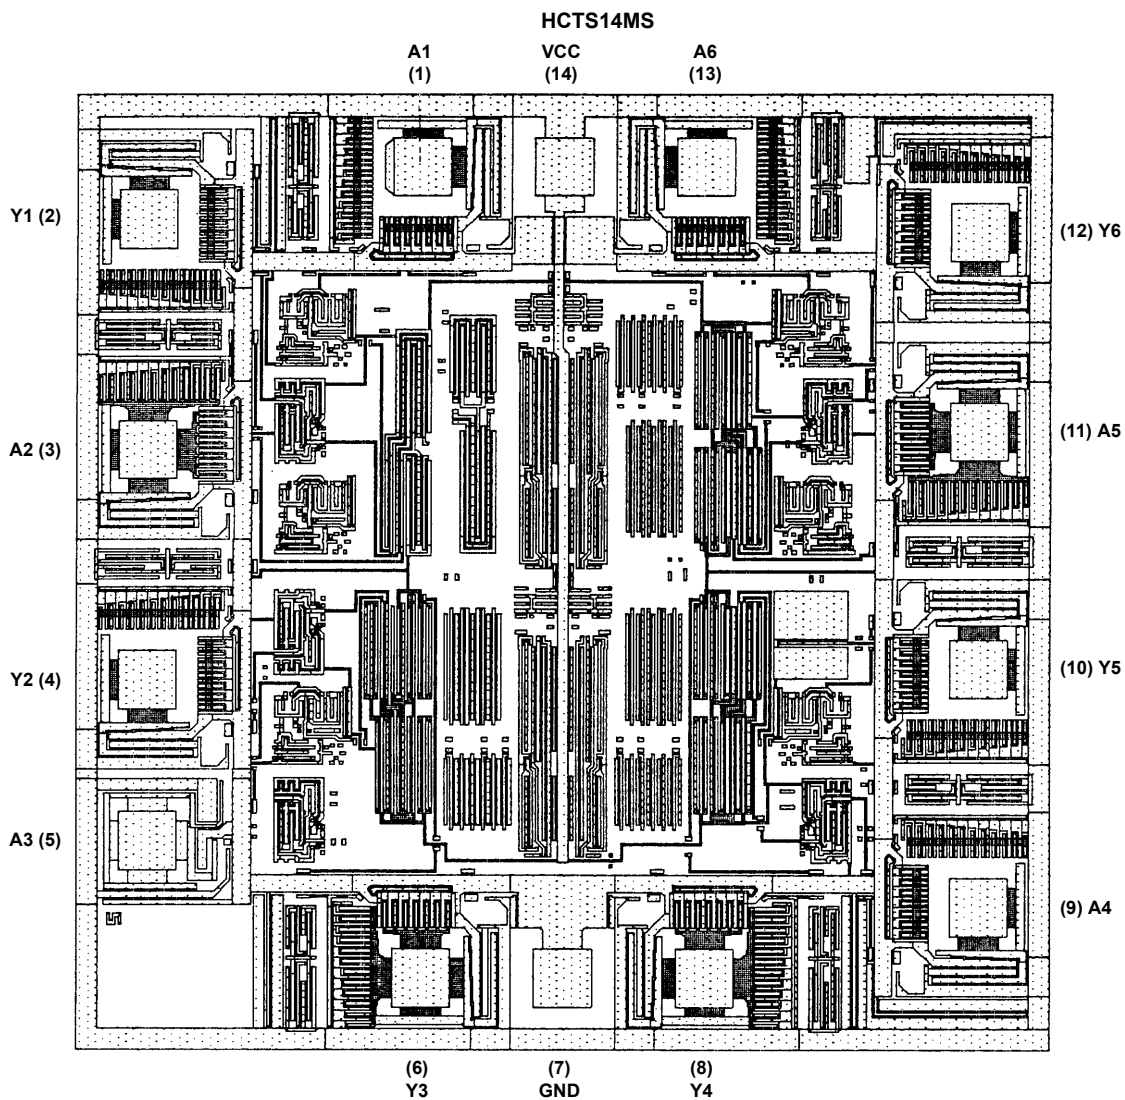 HCTS14MS
A1 VCC A6
(1) (14) (13)
Y1 (2)
(12) Y6
A2 (3)
(11) A5
Y2 (4)
(10) Y5
A3 (5)
(9) A4
(6) (7) (8)
Y3 GND Y4